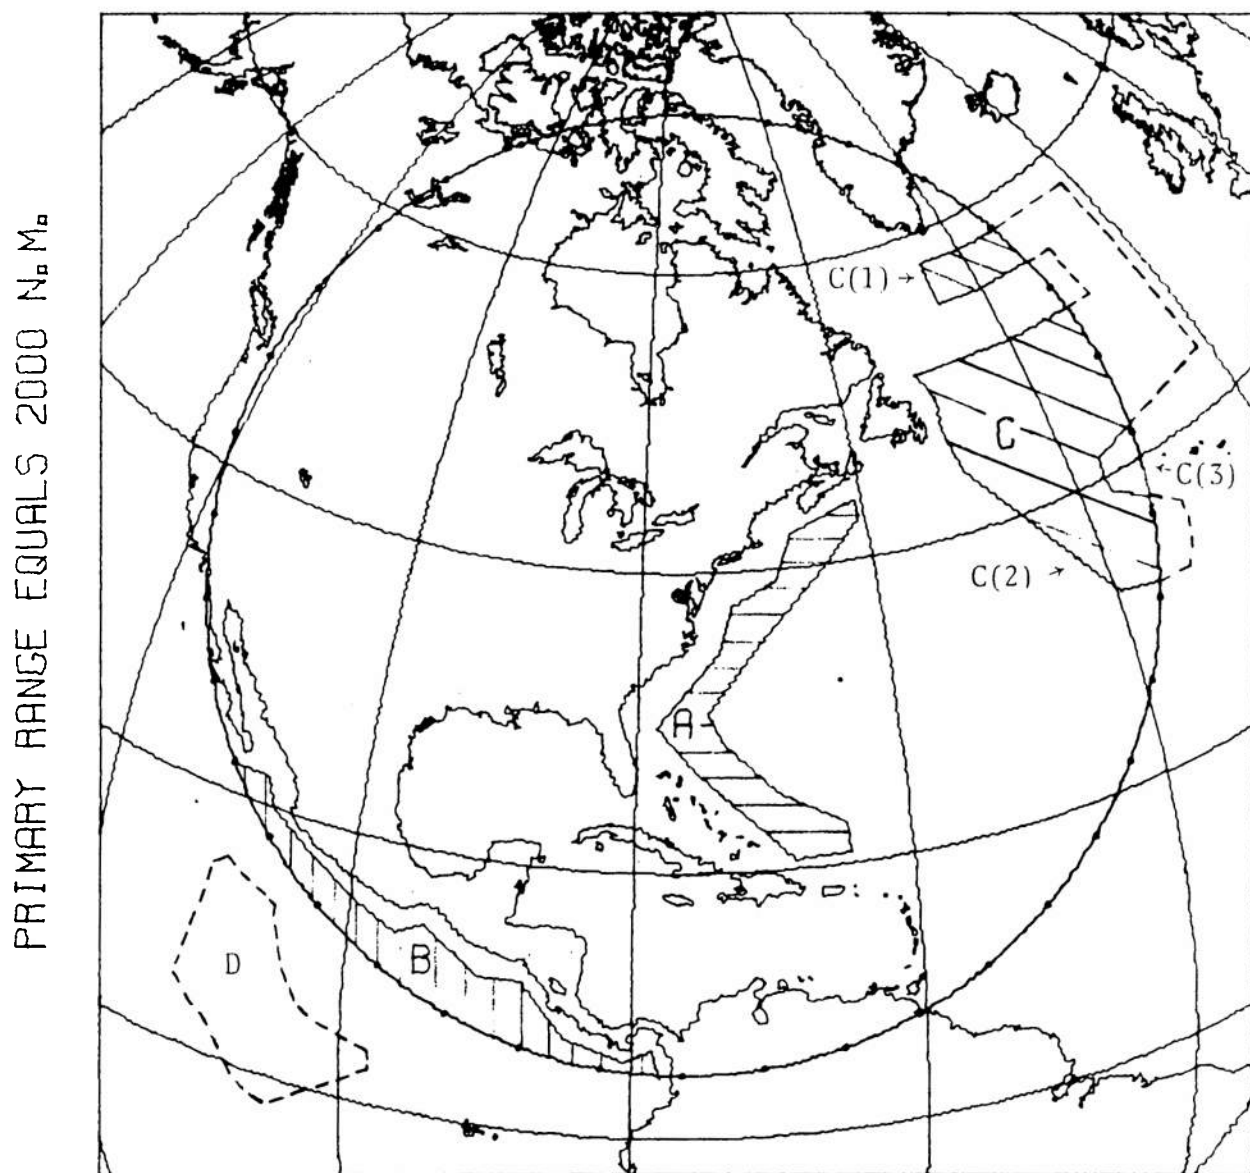 PRIMARY RANGE EQUALS 2000 N.M.
C(1)
C
C(3)
C(2)
A
B
D